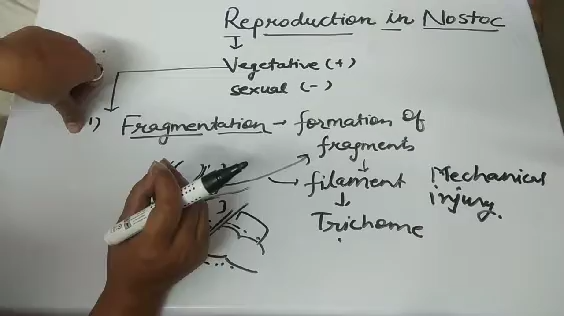 Reproduction in Nostoc
↓
Vegetative (+)
sexual (-)
1) Fragmentation → formation of
fragments
↓
filament
↓
Trichome
Mechanical
injury.